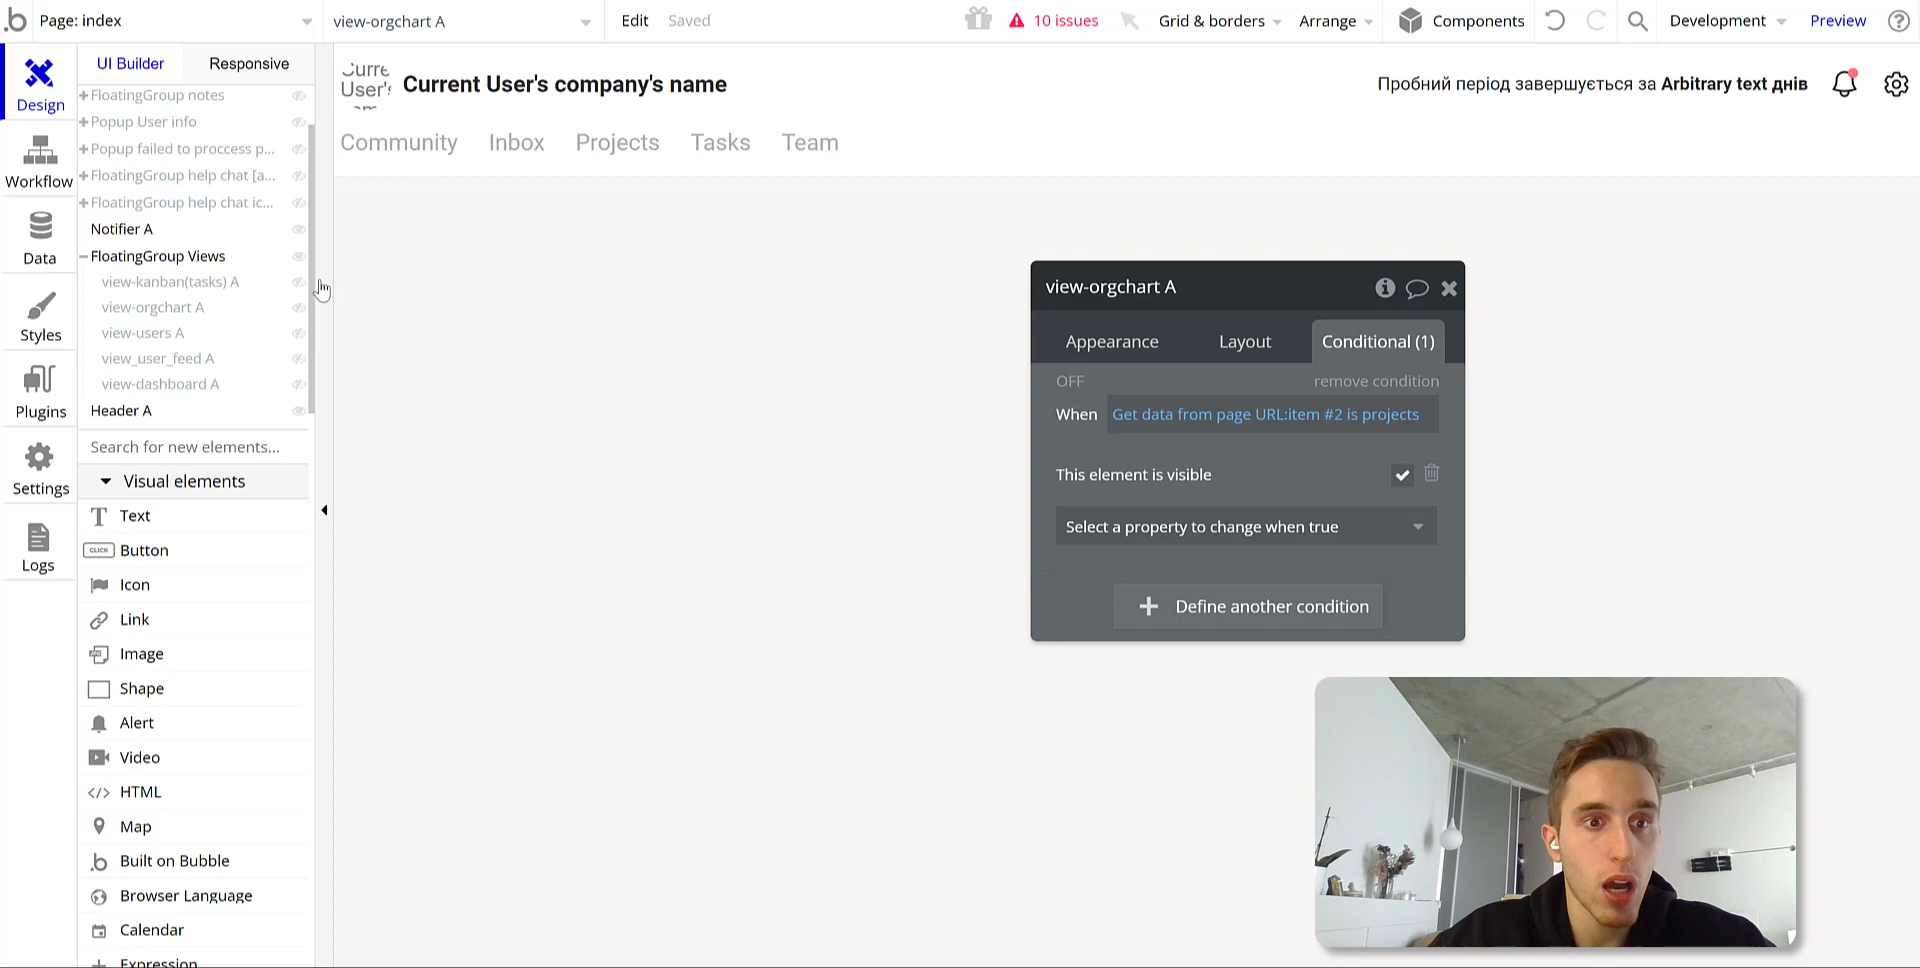 Page: index
view-orgchart A
Edit
Saved
10 issues
Grid & borders
Arrange
Components
Development
Preview
UI Builder
Responsive
Design
Workflow
Data
Styles
Plugins
Settings
Logs
FloatingGroup notes
Popup User info
Popup failed to proccess p...
FloatingGroup help chat [a...
FloatingGroup help chat ic...
Notifier A
FloatingGroup Views
view-kanban(tasks) A
view-orgchart A
view-users A
view_user_feed A
view-dashboard A
Header A
Search for new elements...
Visual elements
Text
CLICK Button
Icon
Link
Image
Shape
Alert
Video
HTML
Map
Built on Bubble
Browser Language
Calendar
Expression
Current User's company's name
Пробний період завершується за Arbitrary text днів
Community
Inbox
Projects
Tasks
Team
view-orgchart A
Appearance
Layout
Conditional (1)
OFF
remove condition
When
Get data from page URL:item #2 is projects
This element is visible
Select a property to change when true
Define another condition